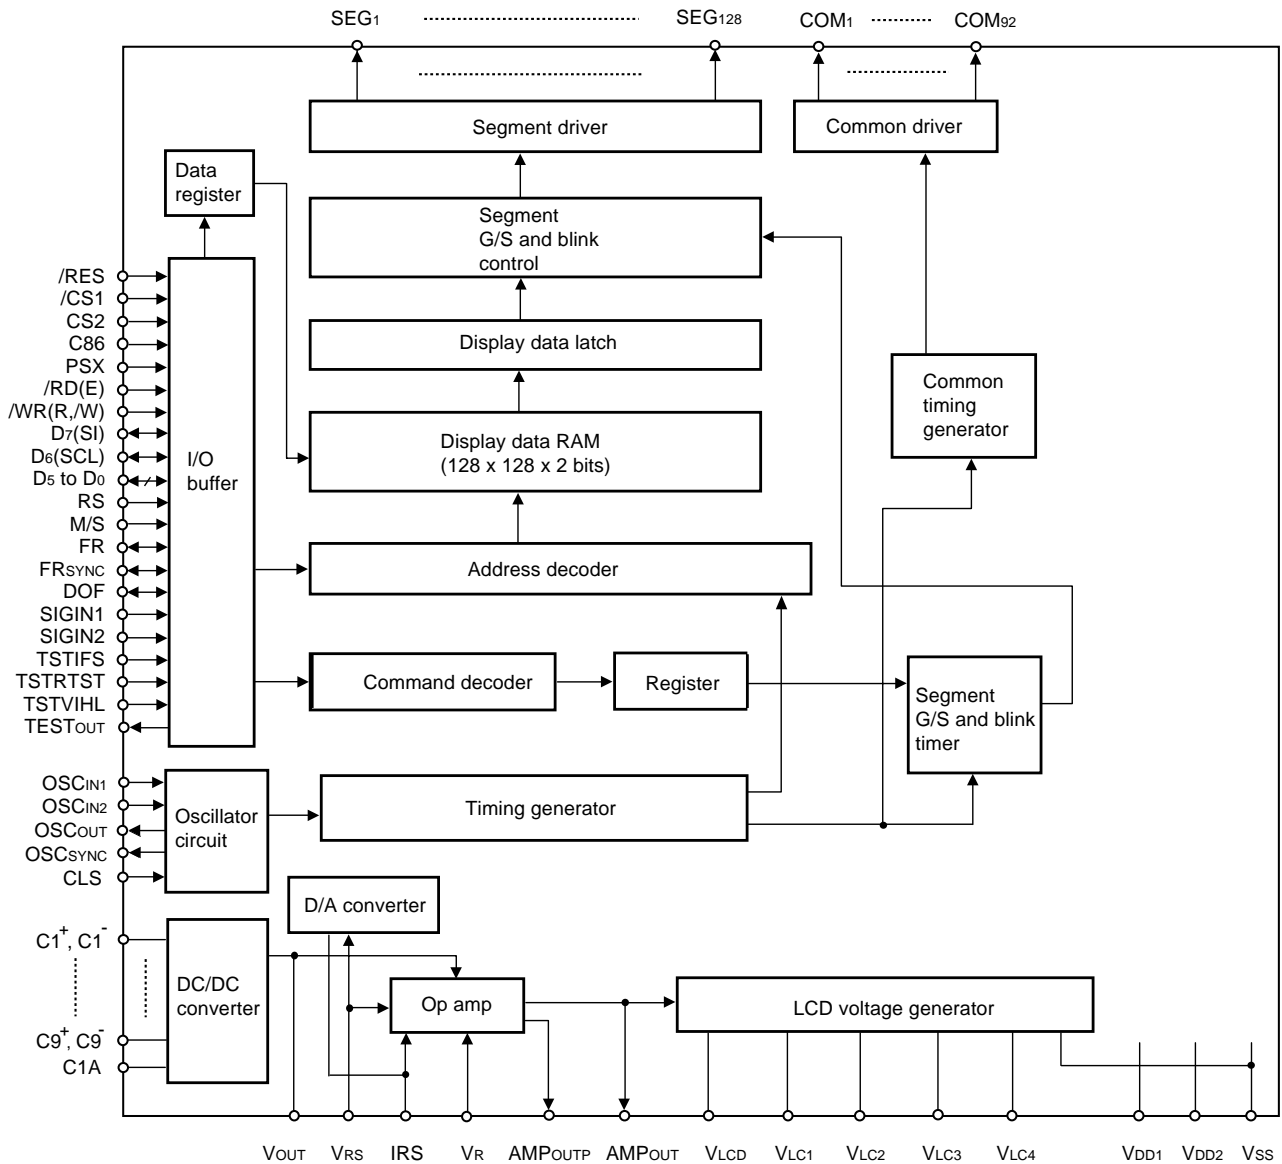 SEG1 SEG128 COM1 COM92
Segment driver
Common driver
Data
register
Segment
G/S and blink
control
/RES
/CS1
CS2
C86
PSX
/RD(E)
/WR(R,/W)
D7(SI)
D6(SCL)
D5 to D0
RS
M/S
FR
FRSYNC
DOF
SIGIN1
SIGIN2
TSTIFS
TSTRTST
TSTVIHL
TESTOUT
I/O
buffer
Display data latch
Common
timing
generator
Display data RAM
(128 x 128 x 2 bits)
Address decoder
Command decoder
Register
Segment
G/S and blink
timer
OSCIN1
OSCIN2
OSCOUT
OSCSYNC
CLS
Oscillator
circuit
Timing generator
D/A converter
C1+, C1-
C9+, C9-
C1A
DC/DC
converter
Op amp
LCD voltage generator
VOUT VRS IRS VR AMPOUTP AMPOUT VLCD VLC1 VLC2 VLC3 VLC4 VDD1 VDD2 VSS